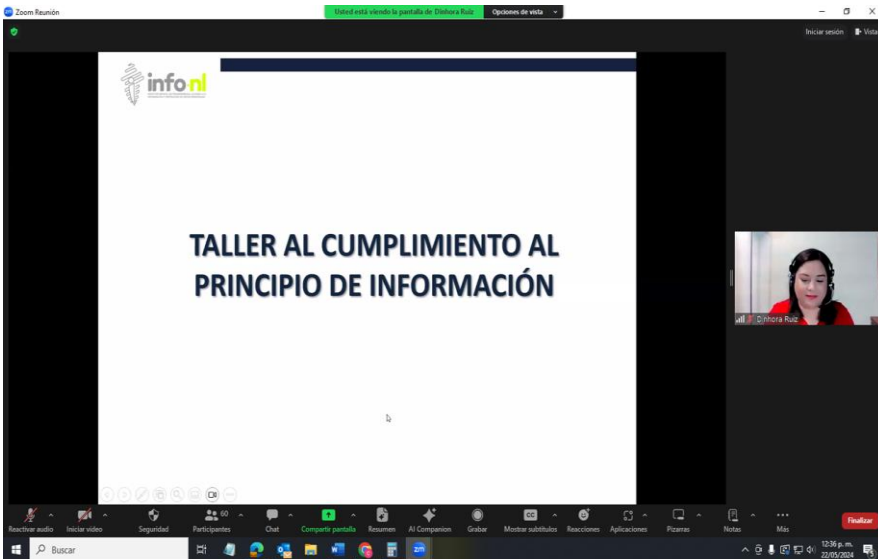 Zoom Reunión
Usted está viendo la pantalla de Dinhora Ruiz
Opciones de vista
Iniciar sesión
Vista
info nl
TALLER AL CUMPLIMIENTO AL
PRINCIPIO DE INFORMACIÓN
Dinhora Ruiz
60
CC
Reactivar audio
Iniciar video
Seguridad
Participantes
Chat
Compartir pantalla
Resumen
AI Companion
Grabar
Mostrar subtítulos
Reacciones
Aplicaciones
Pizarras
Notas
Más
Finalizar
Buscar
zm
12:36 p. m.
22/05/2024